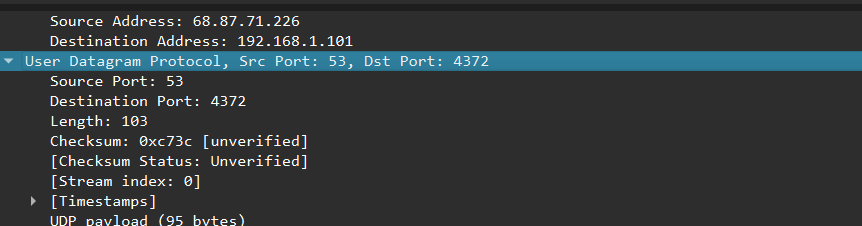 Source Address: 68.87.71.226
Destination Address: 192.168.1.101
User Datagram Protocol, Src Port: 53, Dst Port: 4372
Source Port: 53
Destination Port: 4372
Length: 103
Checksum: 0xc73c [unverified]
[Checksum Status: Unverified]
[Stream index: 0]
[Timestamps]
UDP payload (95 bytes)